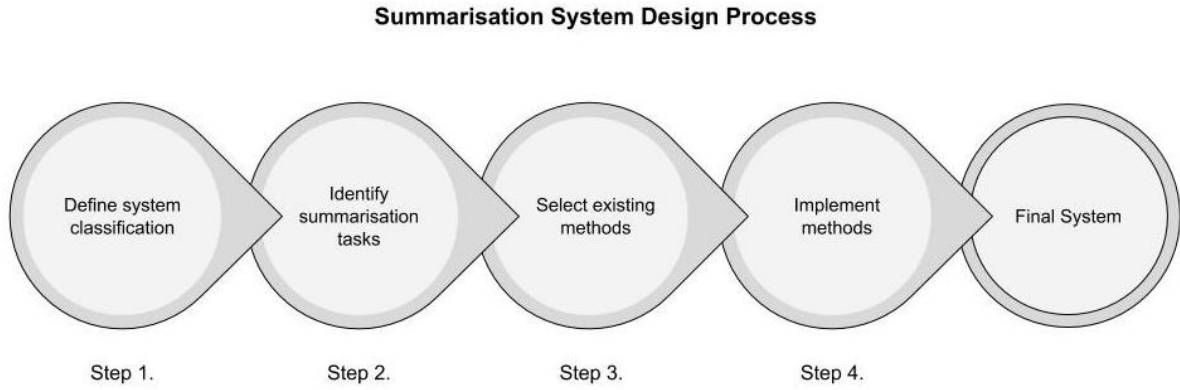 Summarisation System Design Process
Define system
classification
Identify
summarisation
tasks
Select existing
methods
Implement
methods
Final System
Step 1.
Step 2.
Step 3.
Step 4.